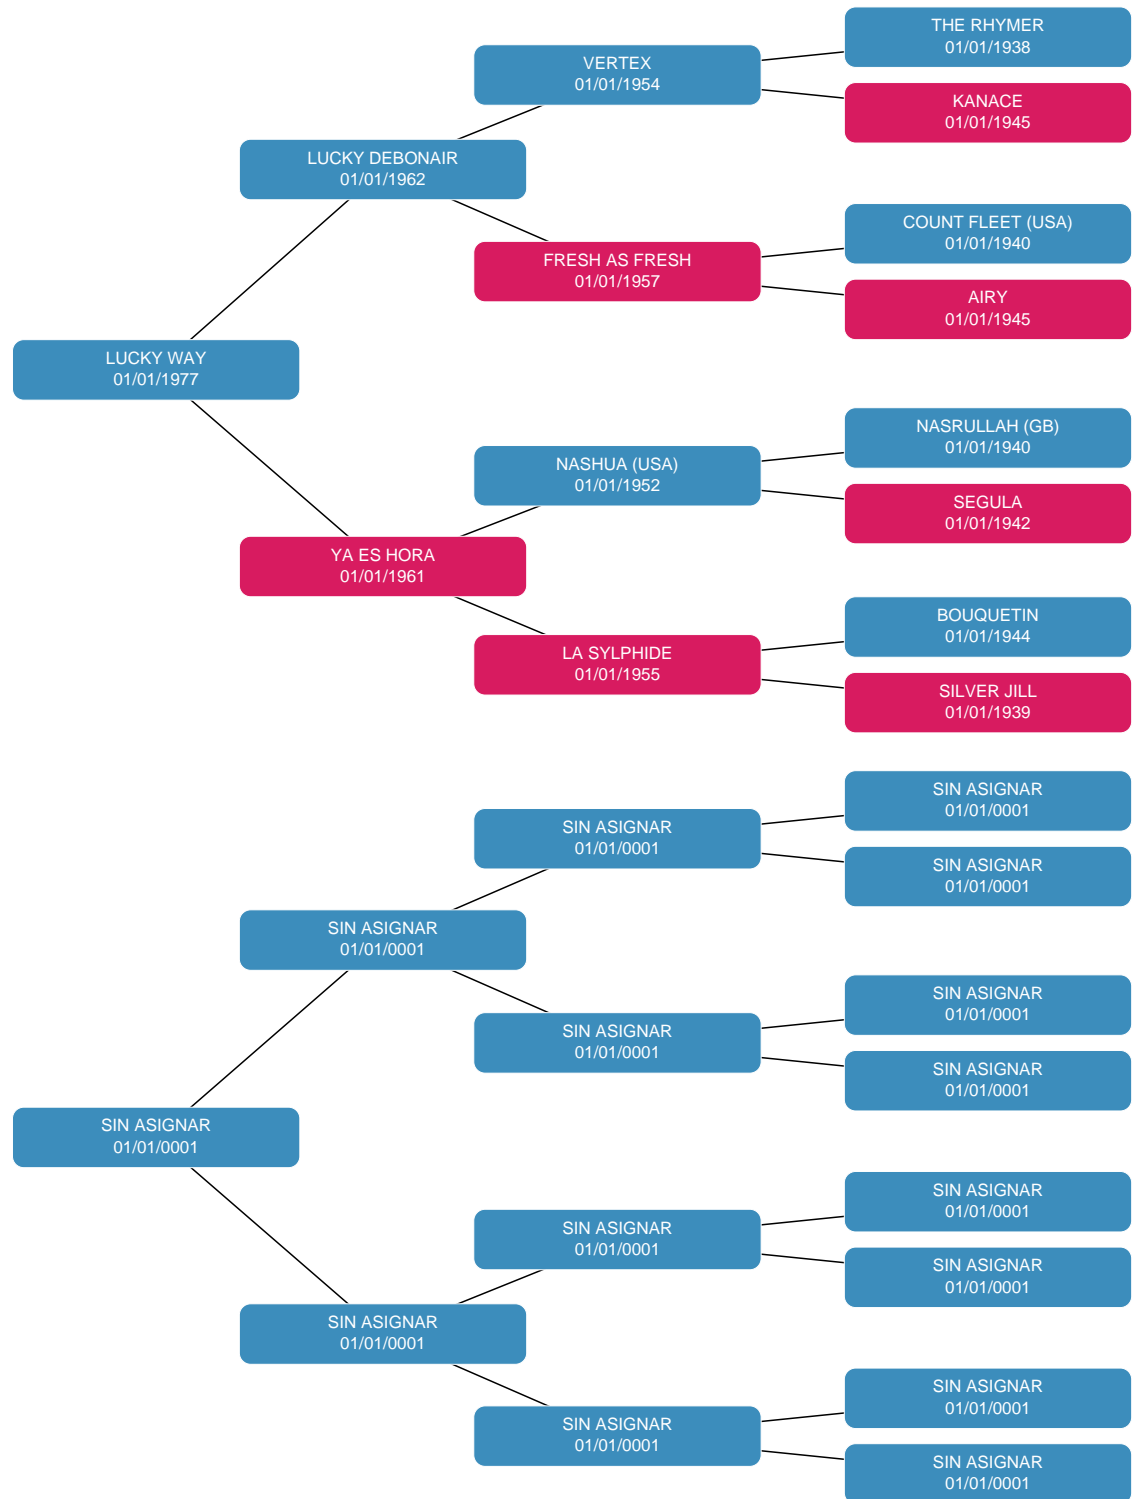 THE RHYMER
01/01/1938
VERTEX
01/01/1954
KANACE
01/01/1945
LUCKY DEBONAIR
01/01/1962
COUNT FLEET (USA)
01/01/1940
FRESH AS FRESH
01/01/1957
AIRY
01/01/1945
LUCKY WAY
01/01/1977
NASRULLAH (GB)
01/01/1940
NASHUA (USA)
01/01/1952
SEGULA
01/01/1942
YA ES HORA
01/01/1961
BOUQUETIN
01/01/1944
LA SYLPHIDE
01/01/1955
SILVER JILL
01/01/1939
SIN ASIGNAR
01/01/0001
SIN ASIGNAR
01/01/0001
SIN ASIGNAR
01/01/0001
SIN ASIGNAR
01/01/0001
SIN ASIGNAR
01/01/0001
SIN ASIGNAR
01/01/0001
SIN ASIGNAR
01/01/0001
SIN ASIGNAR
01/01/0001
SIN ASIGNAR
01/01/0001
SIN ASIGNAR
01/01/0001
SIN ASIGNAR
01/01/0001
SIN ASIGNAR
01/01/0001
SIN ASIGNAR
01/01/0001
SIN ASIGNAR
01/01/0001
SIN ASIGNAR
01/01/0001